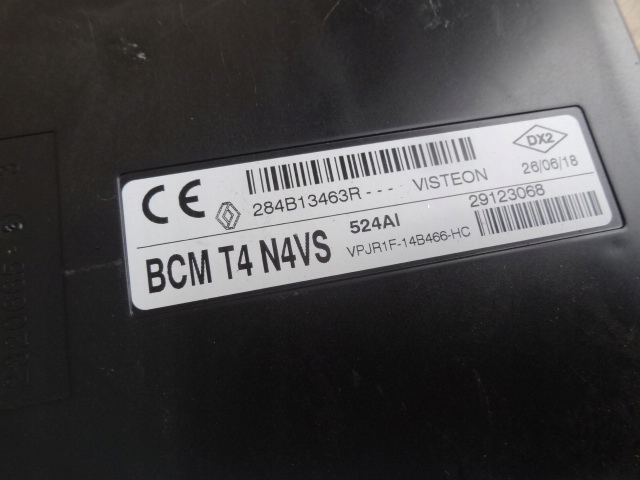 CE
284B13463R---
VISTEON
DX2
26/06/18
BCM T4 N4VS
524AI
VPJR1F-14B466-HC
29123068